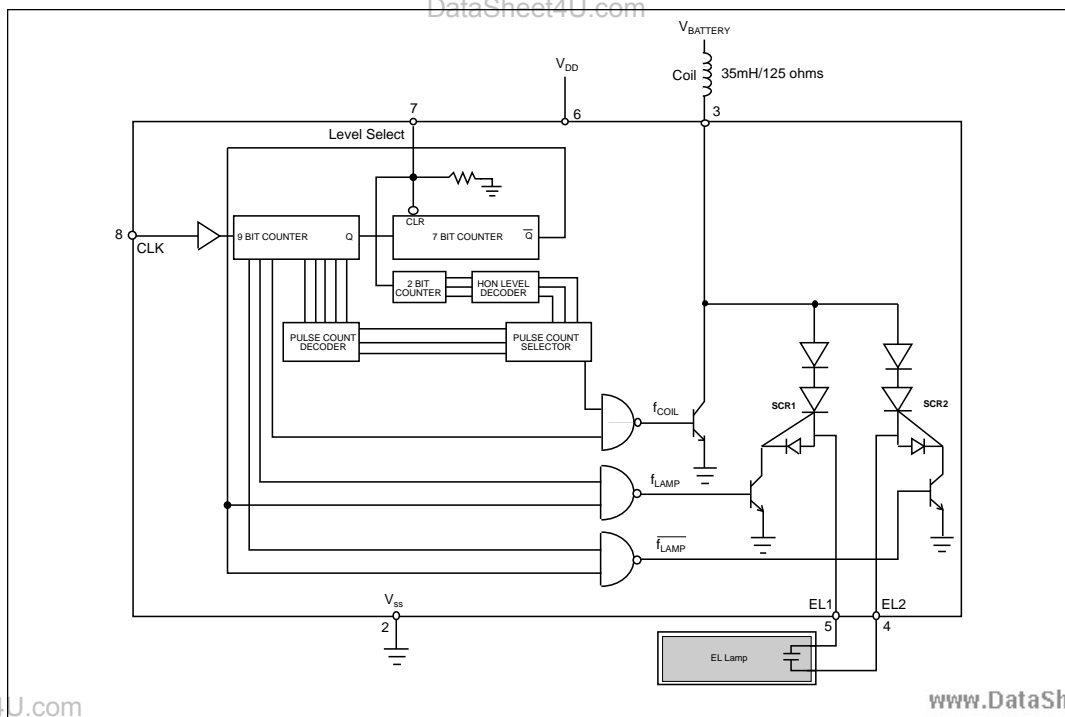 DataSheet4U.com
VBATTERY
Coil 35mH/125 ohms
VDD
7
6
3
Level Select
8
CLK
CLR
9 BIT COUNTER Q
7 BIT COUNTER Q
2 BIT
COUNTER
HON LEVEL
DECODER
PULSE COUNT
DECODER
PULSE COUNT
SELECTOR
SCR1
SCR2
fCOIL
fLAMP
fLAMP
Vss
2
EL1
EL2
5
4
EL Lamp
4U.com
www.DataSh